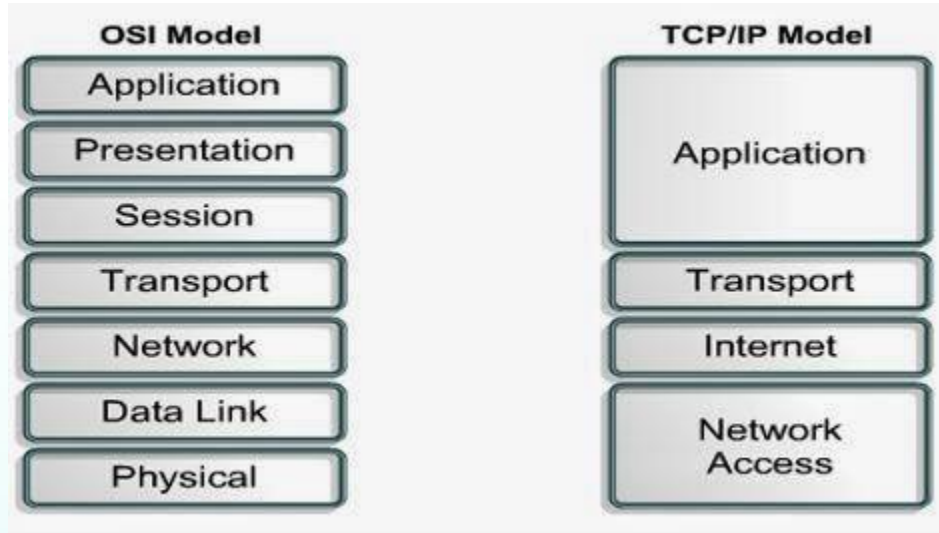 OSI Model
Application
Presentation
Session
Transport
Network
Data Link
Physical
TCP/IP Model
Application
Transport
Internet
Network
Access